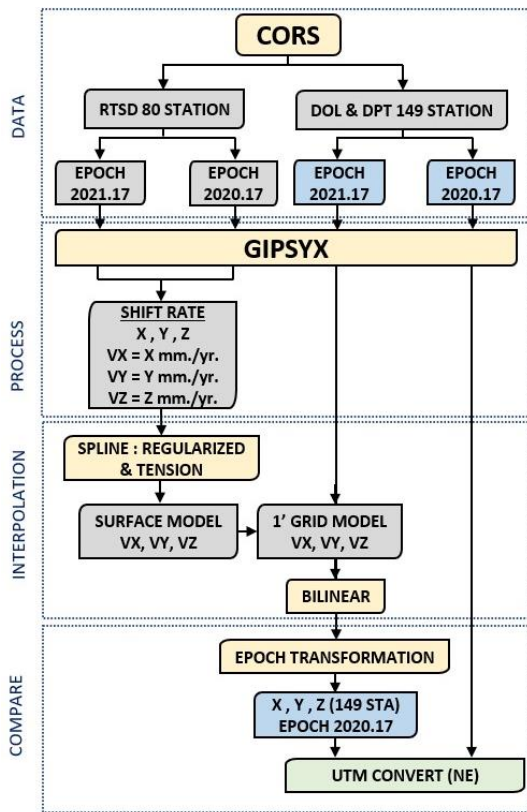 CORS
DATA
RTSD 80 STATION
DOL & DPT 149 STATION
EPOCH
2021.17
EPOCH
2020.17
EPOCH
2021.17
EPOCH
2020.17
GIPSYX
PROCESS
SHIFT RATE
X , Y , Z
VX = X mm./yr.
VY = Y mm./yr.
VZ = Z mm./yr.
INTERPOLATION
SPLINE : REGULARIZED
& TENSION
SURFACE MODEL
VX, VY, VZ
1’ GRID MODEL
VX, VY, VZ
BILINEAR
COMPARE
EPOCH TRANSFORMATION
X , Y , Z (149 STA)
EPOCH 2020.17
UTM CONVERT (NE)